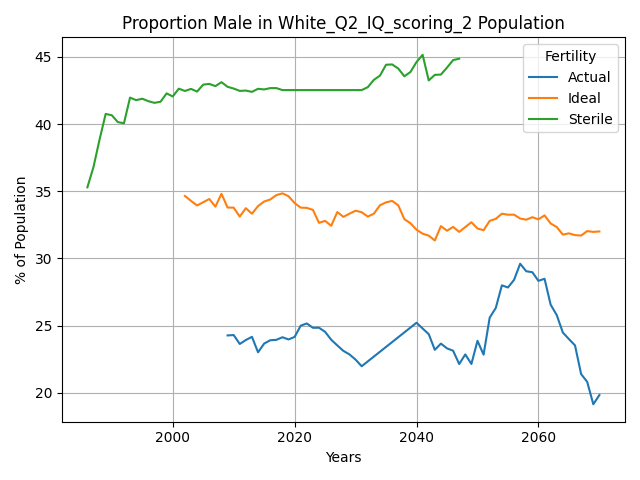 Proportion Male in White_Q2_IQ_scoring_2 Population
Fertility
Actual
Ideal
Sterile
% of Population
45
40
35
30
25
20
2000
2020
2040
2060
Years